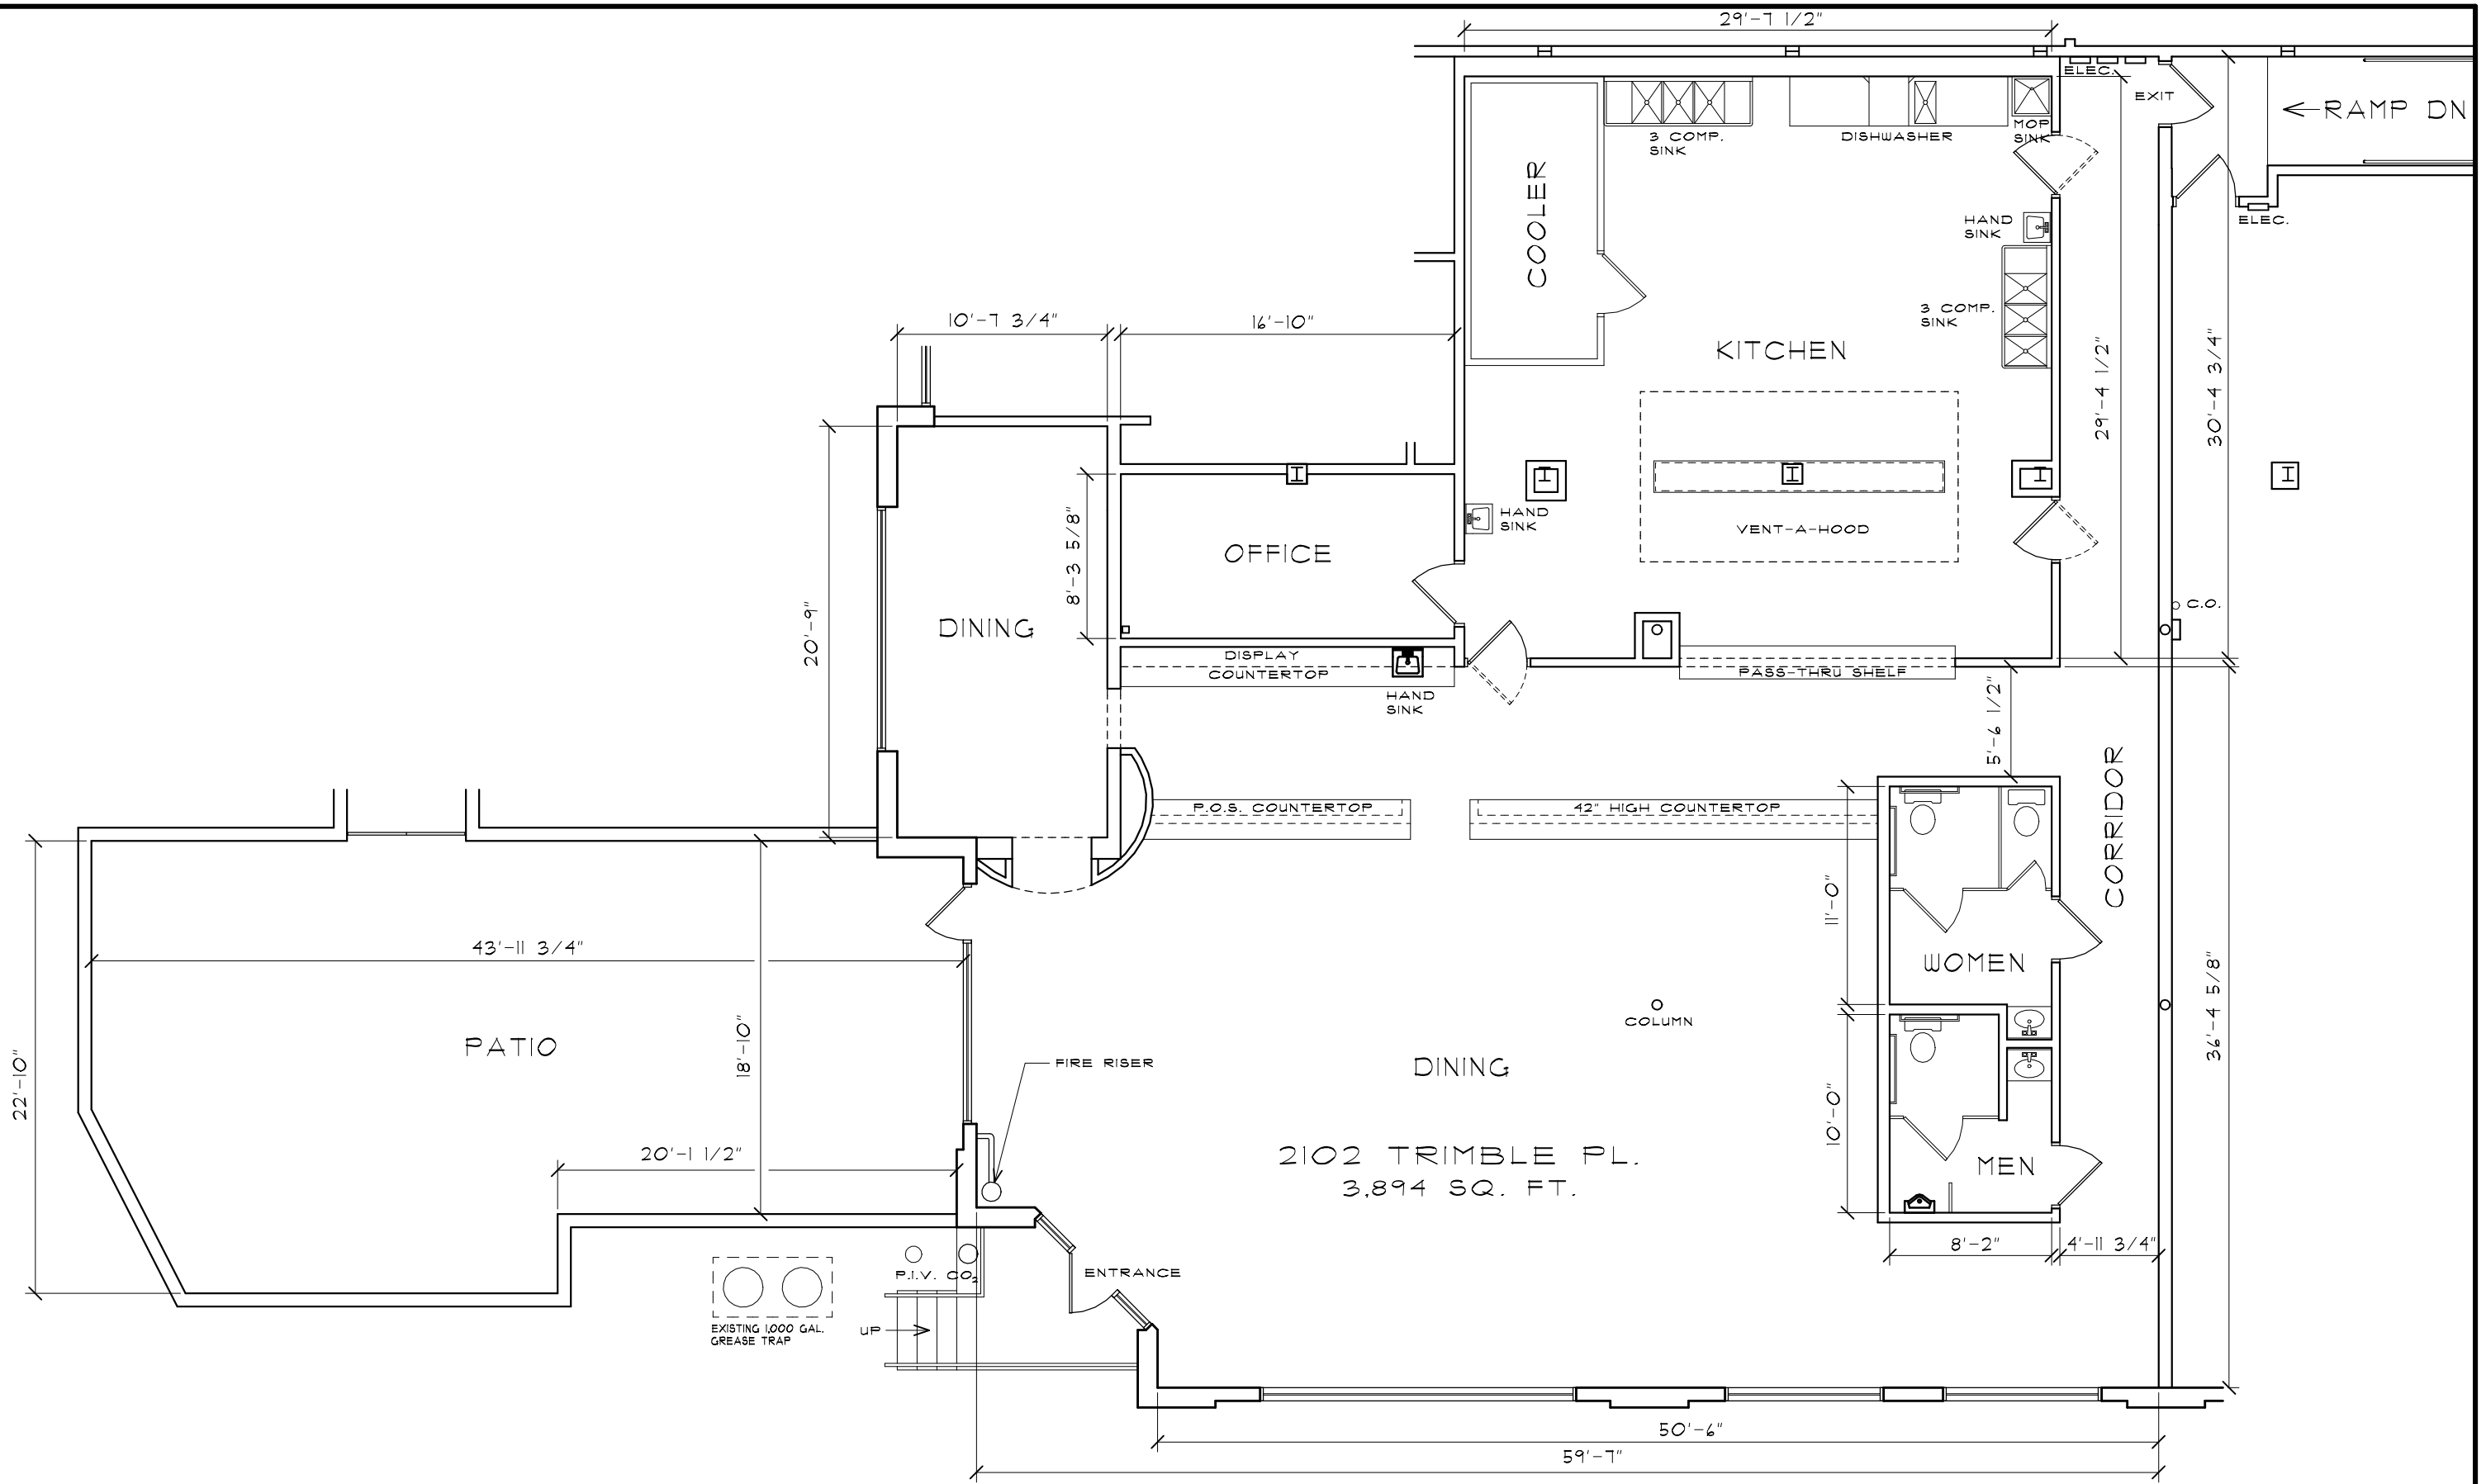 29'-7 1/2"
ELEC.
EXIT
RAMP DN
3 COMP.
SINK
DISHWASHER
MOP
SINK
COOLER
HAND
SINK
ELEC.
3 COMP.
SINK
10'-7 3/4"
16'-10"
KITCHEN
29'-4 1/2"
30'-4 3/4"
HAND
SINK
VENT-A-HOOD
8'-3 5/8"
OFFICE
20'-9"
DINING
C.O.
DISPLAY
COUNTERTOP
PASS-THRU SHELF
HAND
SINK
5'-6 1/2"
CORRIDOR
P.O.S. COUNTERTOP
42" HIGH COUNTERTOP
11'-0"
43'-11 3/4"
WOMEN
COLUMN
36'-4 5/8"
PATIO
18'-10"
22'-10"
FIRE RISER
DINING
10'-0"
20'-1 1/2"
2102 TRIMBLE PL.
3,894 SQ. FT.
MEN
8'-2"
4'-11 3/4"
P.I.V. CO2
ENTRANCE
EXISTING 1,000 GAL.
GREASE TRAP
UP
50'-6"
59'-7"